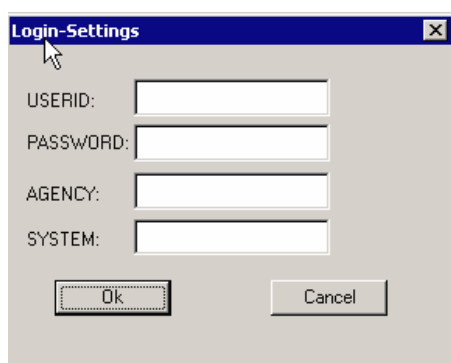 Login-Settings
USERID:
PASSWORD:
AGENCY:
SYSTEM:
Ok Cancel